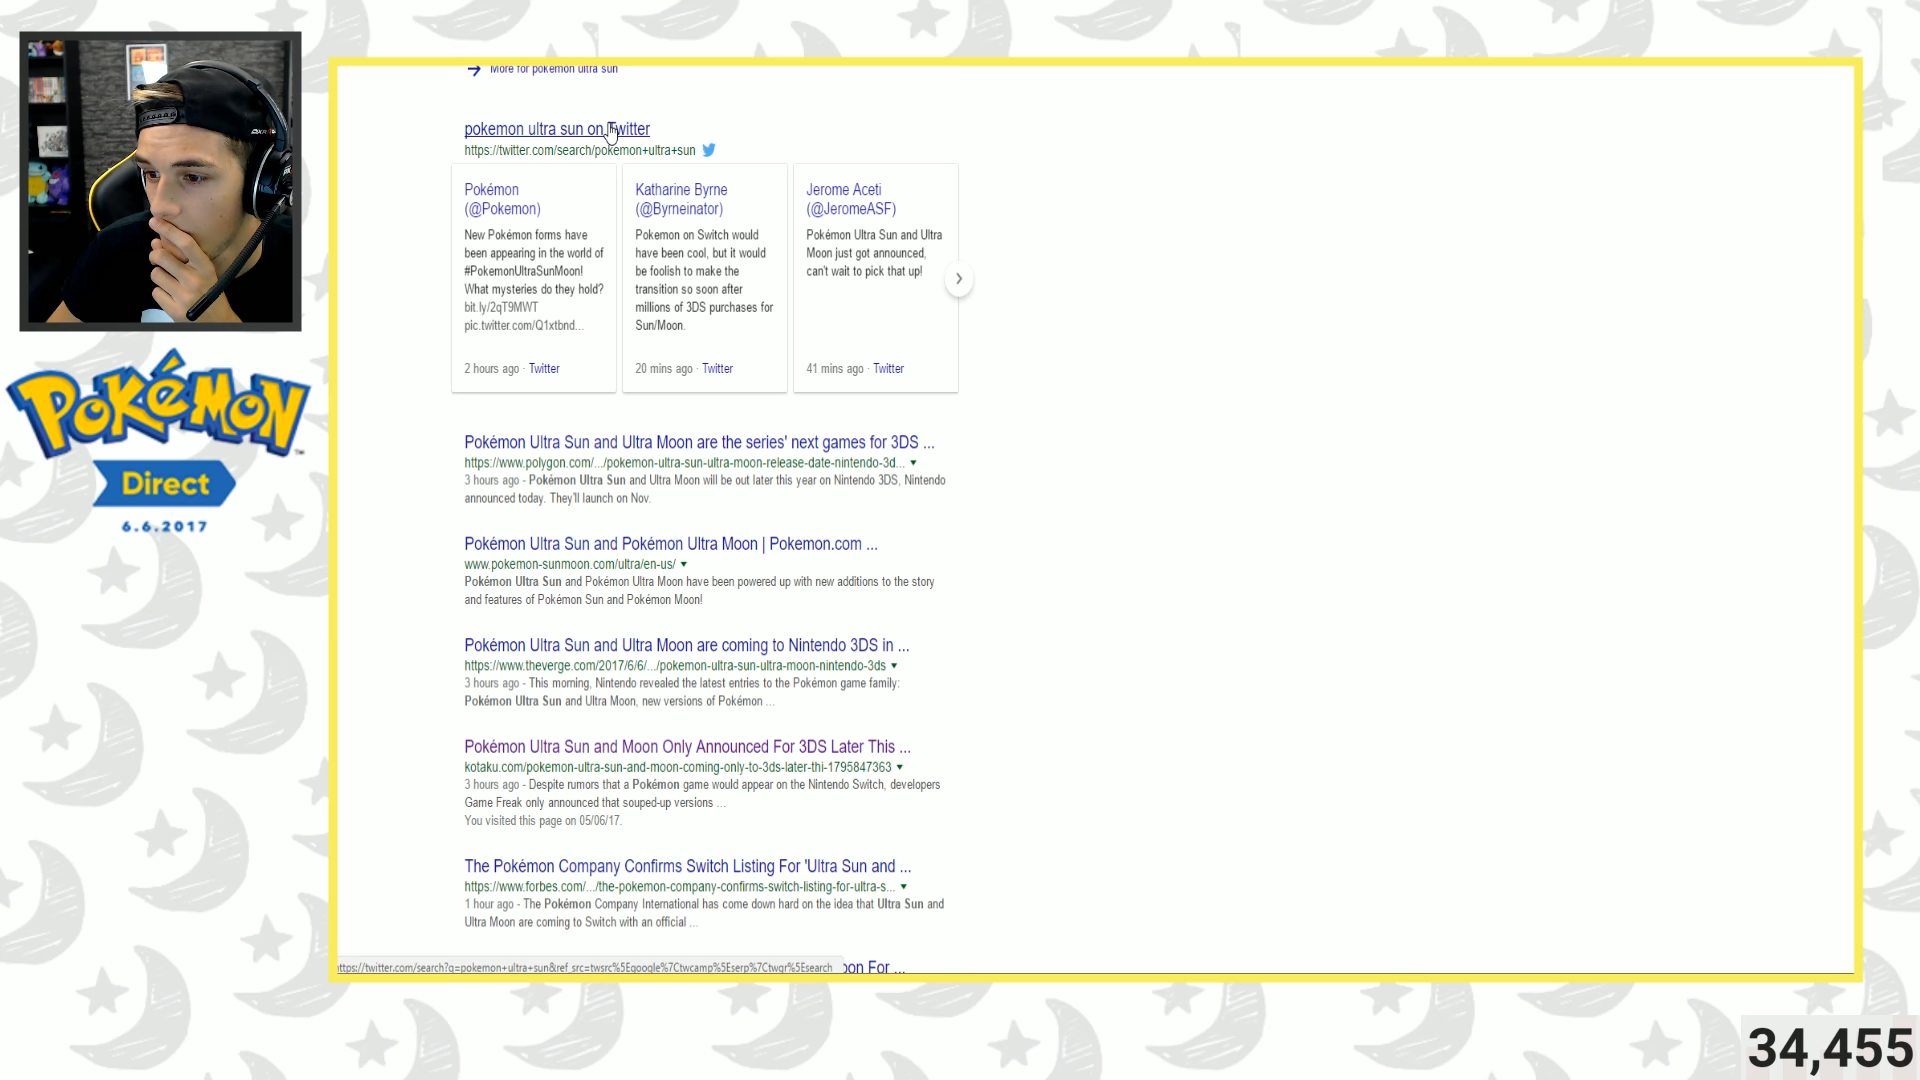 More for pokemon ultra sun
pokemon ultra sun on Twitter
https://twitter.com/search/pokemon+ultra+sun
Pokémon
(@Pokemon)
New Pokémon forms have
been appearing in the world of
#PokemonUltraSunMoon!
What mysteries do they hold?
bit.ly/2qT9MWT
pic.twitter.com/Q1xtbnd...
2 hours ago · Twitter
Katharine Byrne
(@Byrneinator)
Pokemon on Switch would
have been cool, but it would
be foolish to make the
transition so soon after
millions of 3DS purchases for
Sun/Moon.
20 mins ago · Twitter
Jerome Aceti
(@JeromeASF)
Pokémon Ultra Sun and Ultra
Moon just got announced,
can't wait to pick that up!
41 mins ago · Twitter
POKéMON
Direct
6.6.2017
Pokémon Ultra Sun and Ultra Moon are the series' next games for 3DS ...
https://www.polygon.com/.../pokemon-ultra-sun-ultra-moon-release-date-nintendo-3d...
3 hours ago - Pokémon Ultra Sun and Ultra Moon will be out later this year on Nintendo 3DS, Nintendo
announced today. They'll launch on Nov.
Pokémon Ultra Sun and Pokémon Ultra Moon | Pokemon.com ...
www.pokemon-sunmoon.com/ultra/en-us/
Pokémon Ultra Sun and Pokémon Ultra Moon have been powered up with new additions to the story
and features of Pokémon Sun and Pokémon Moon!
Pokémon Ultra Sun and Ultra Moon are coming to Nintendo 3DS in ...
https://www.theverge.com/2017/6/6/.../pokemon-ultra-sun-ultra-moon-nintendo-3ds
3 hours ago - This morning, Nintendo revealed the latest entries to the Pokémon game family:
Pokémon Ultra Sun and Ultra Moon, new versions of Pokémon ...
Pokémon Ultra Sun and Moon Only Announced For 3DS Later This ...
kotaku.com/pokemon-ultra-sun-and-moon-coming-only-to-3ds-later-thi-1795847363
3 hours ago - Despite rumors that a Pokémon game would appear on the Nintendo Switch, developers
Game Freak only announced that souped-up versions ...
You visited this page on 05/06/17.
The Pokémon Company Confirms Switch Listing For 'Ultra Sun and ...
https://www.forbes.com/.../the-pokemon-company-confirms-switch-listing-for-ultra-s...
1 hour ago - The Pokémon Company International has come down hard on the idea that Ultra Sun and
Ultra Moon are coming to Switch with an official ...
https://twitter.com/search?q=pokemon+ultra+sun&ref_src=twsrc%5Egoogle%7Ctwcamp%5Eserp%7Ctwgr%5Esearch
oon For ...
34,455